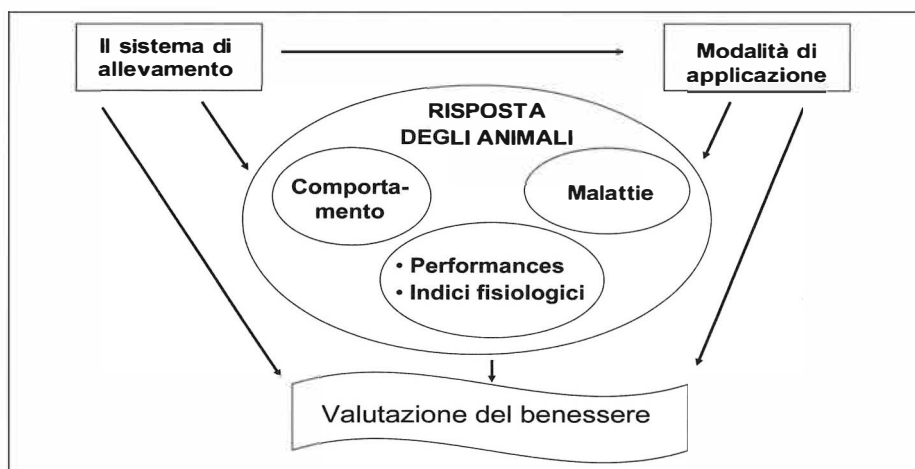 Il sistema di
allevamento
Modalità di
applicazione
RISPOSTA
DEGLI ANIMALI
Comporta-
mento
Malattie
• Performances
• Indici fisiologici
Valutazione del benessere